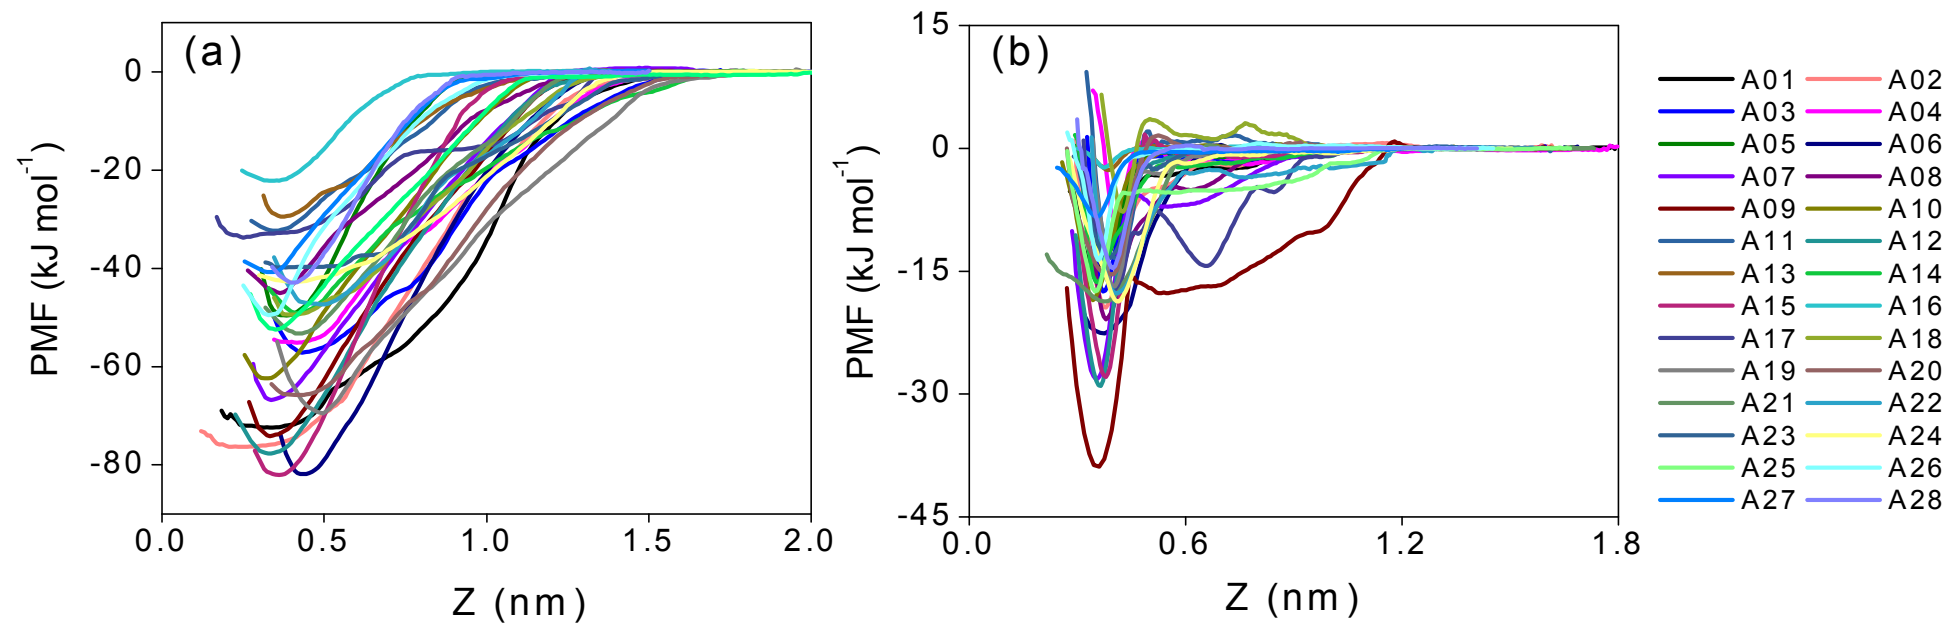 (a)
0
-20
-40
-60
-80
PMF (kJ mol-1)
0.0 0.5 1.0 1.5 2.0
Z (nm)
(b)
15
0
-15
-30
-45
PMF (kJ mol-1)
0.0 0.6 1.2 1.8
Z (nm)
A01 A02
A03 A04
A05 A06
A07 A08
A09 A10
A11 A12
A13 A14
A15 A16
A17 A18
A19 A20
A21 A22
A23 A24
A25 A26
A27 A28